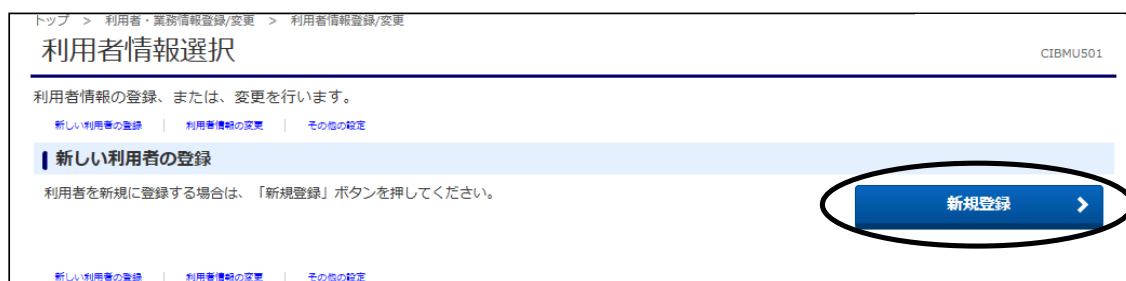 トップ > 利用者・業務情報登録/変更 > 利用者情報登録/変更
利用者情報選択
CIBMU501
利用者情報の登録、または、変更を行います。
新しい利用者の登録 | 利用者情報の変更 | その他の設定
新しい利用者の登録
利用者を新規に登録する場合は、「新規登録」ボタンを押してください。
新規登録
新しい利用者の登録 | 利用者情報の変更 | その他の設定